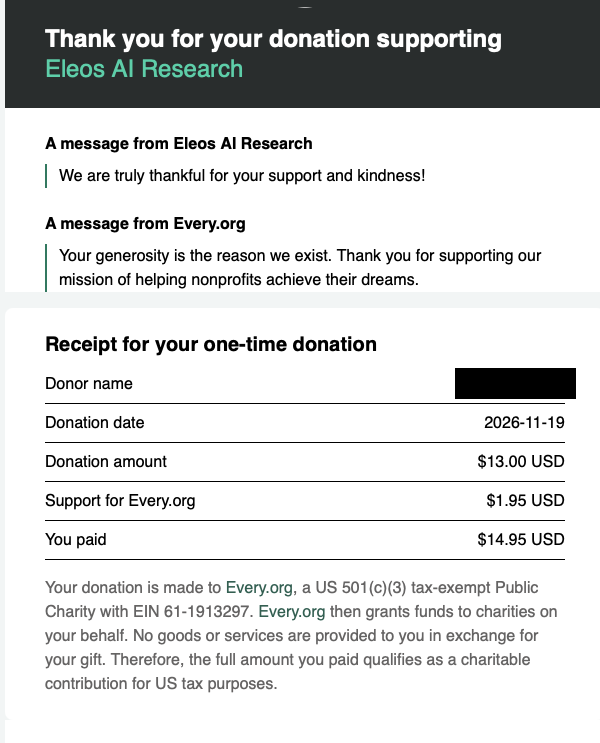 Thank you for your donation supporting
Eleos AI Research
A message from Eleos AI Research
We are truly thankful for your support and kindness!
A message from Every.org
Your generosity is the reason we exist. Thank you for supporting our
mission of helping nonprofits achieve their dreams.
Receipt for your one-time donation
Donor name
Donation date 2026-11-19
Donation amount $13.00 USD
Support for Every.org $1.95 USD
You paid $14.95 USD
Your donation is made to Every.org, a US 501(c)(3) tax-exempt Public
Charity with EIN 61-1913297. Every.org then grants funds to charities on
your behalf. No goods or services are provided to you in exchange for
your gift. Therefore, the full amount you paid qualifies as a charitable
contribution for US tax purposes.